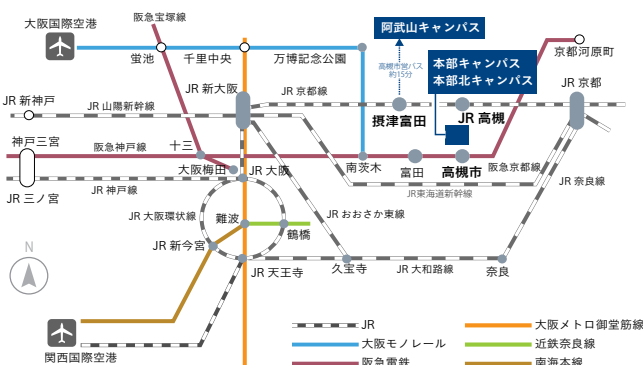 大阪国際空港
阪急宝塚線
阿武山キャンパス
京都河原町
蛍池
千里中央
万博記念公園
高槻市営バス
約15分
本部キャンパス
本部北キャンパス
JR 新神戸
JR 山陽新幹線
JR 新大阪
JR 京都線
摂津富田
JR 高槻
JR 京都
神戸三宮
阪急神戸線
十三
大阪梅田
JR 大阪
南茨木
富田
高槻市
阪急京都線
JR 奈良線
JR 三ノ宮
JR 神戸線
JR東海道新幹線
JR 大阪環状線
難波
鶴橋
JR おおさか東線
JR 新今宮
N
JR 天王寺
久宝寺
JR 大和路線
奈良
関西国際空港
JR
大阪メトロ御堂筋線
大阪モノレール
近鉄奈良線
阪急電鉄
南海本線